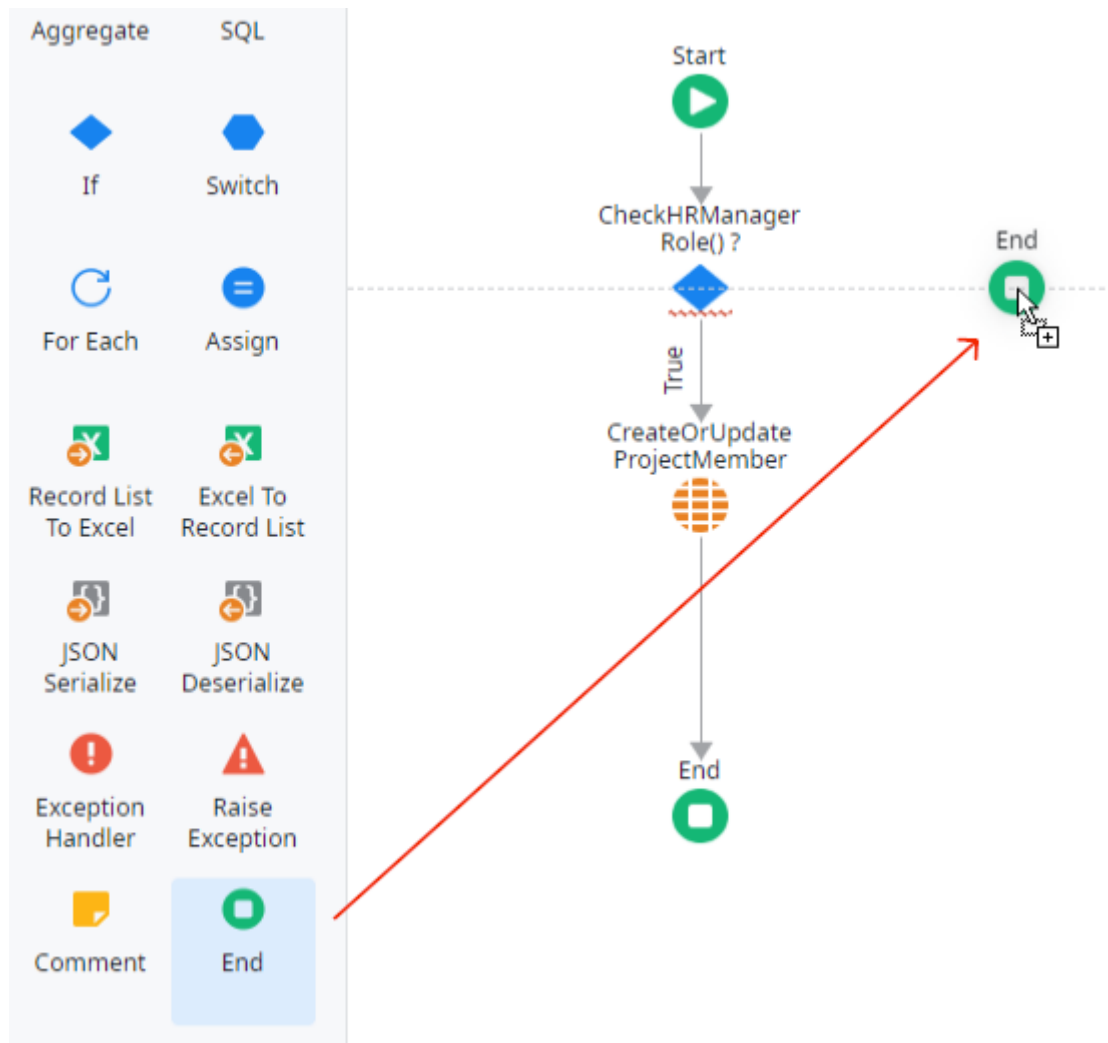 Aggregate
SQL
If
Switch
For Each
Assign
Record List
To Excel
Excel To
Record List
JSON
Serialize
JSON
Deserialize
Exception
Handler
Raise
Exception
Comment
End
Start
CheckHRManager
Role() ?
End
True
CreateOrUpdate
ProjectMember
End